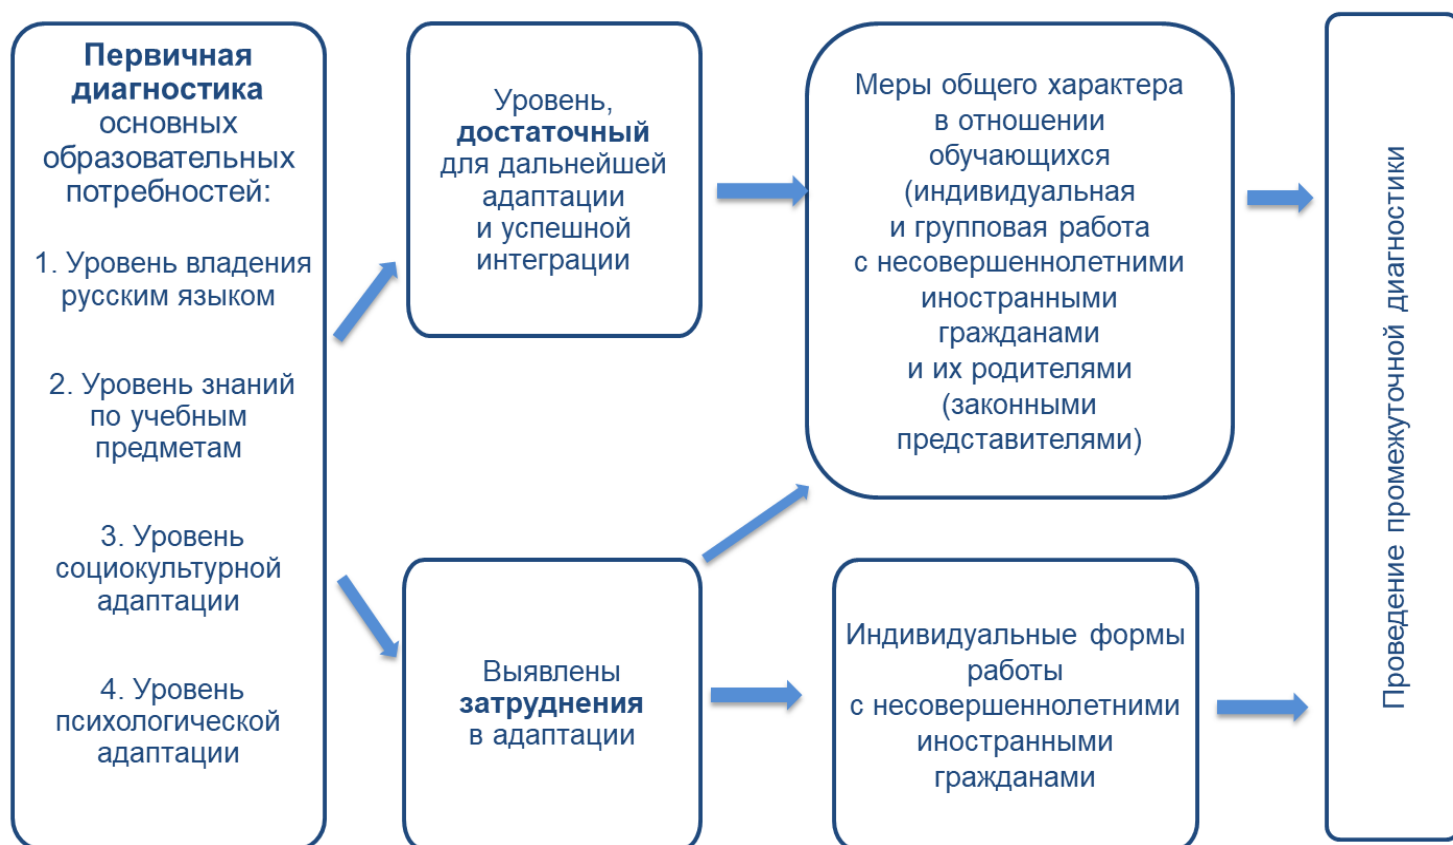 Первичная
диагностика
основных
образовательных
потребностей:
1. Уровень владения
русским языком
2. Уровень знаний
по учебным
предметам
3. Уровень
социокультурной
адаптации
4. Уровень
психологической
адаптации
Уровень,
достаточный
для дальнейшей
адаптации
и успешной
интеграции
Выявлены
затруднения
в адаптации
Меры общего характера
в отношении
обучающихся
(индивидуальная
и групповая работа
с несовершеннолетними
иностранными
гражданами
и их родителями
(законными
представителями)
Индивидуальные формы
работы
с несовершеннолетними
иностранными
гражданами
Проведение промежуточной диагностики